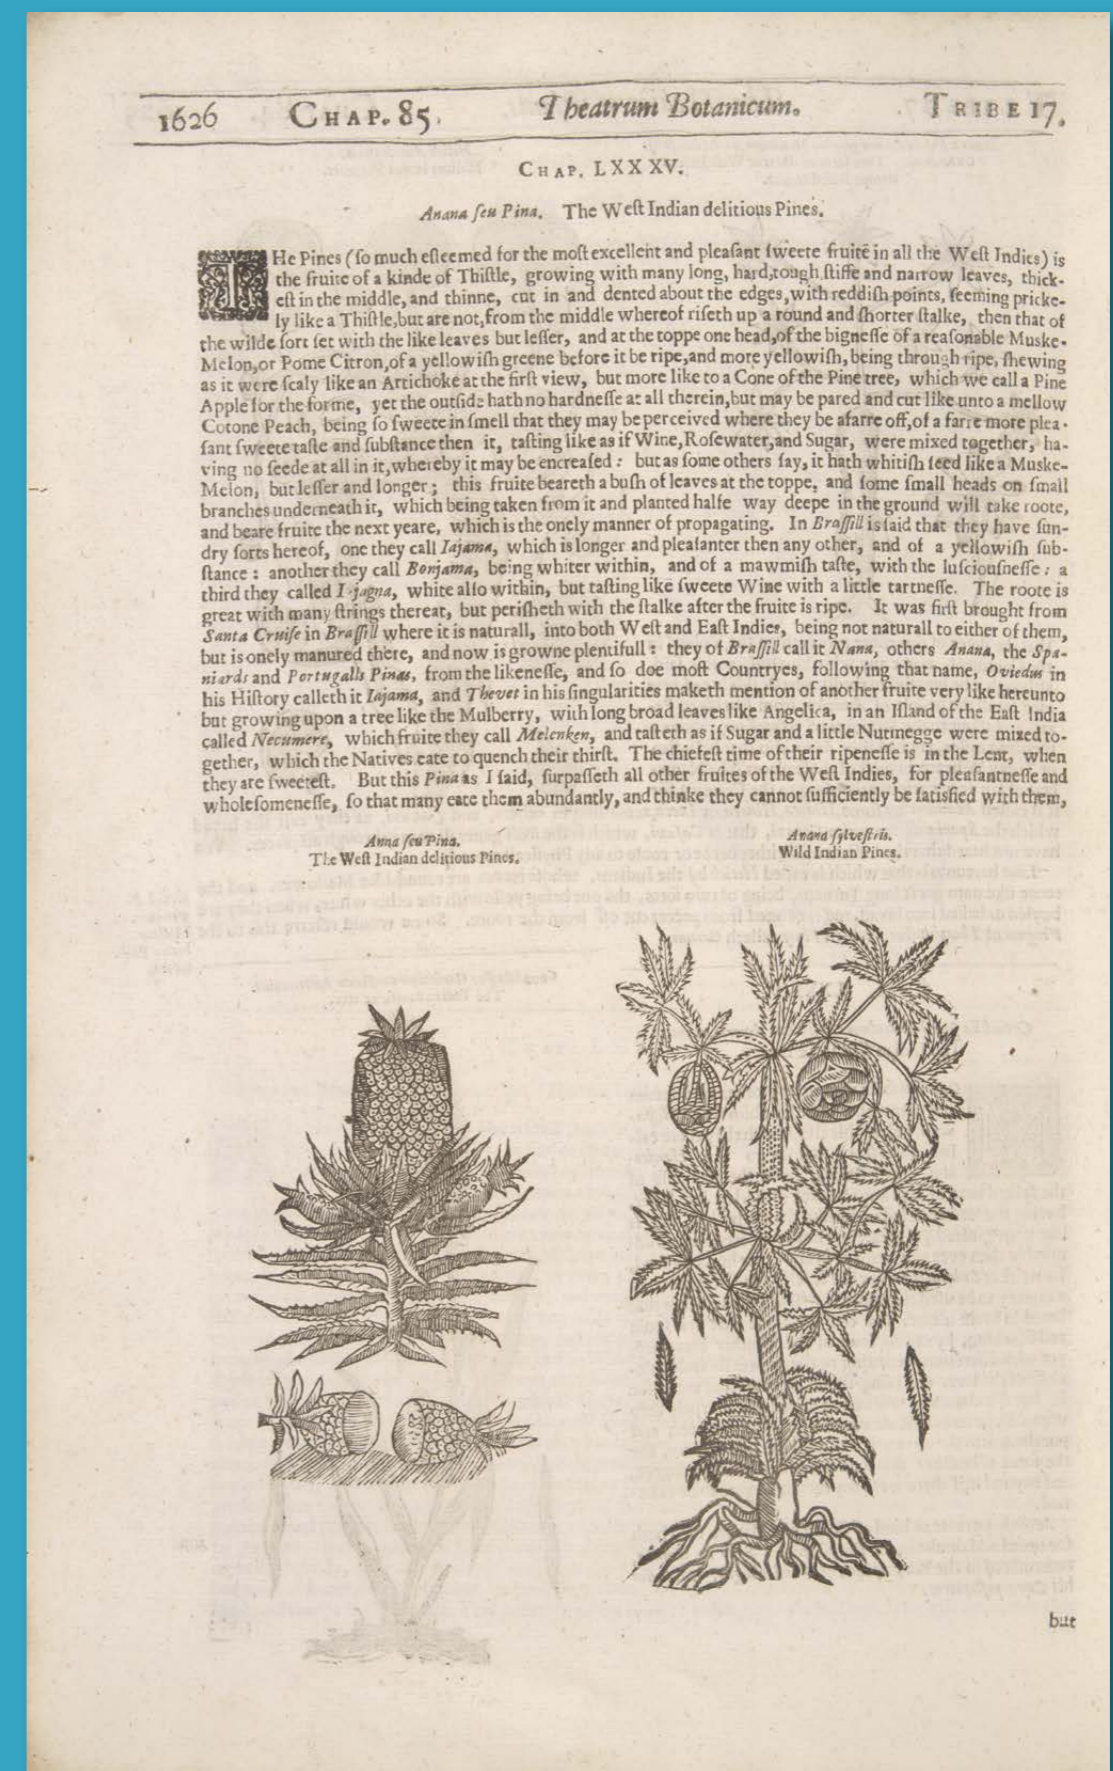 1626 CHAP. 85. Theatrum Botanicum. TRIBE 17.
CHAP. LXXXV.
Anana ſeu Pina. The Weſt Indian delitious Pines.
THe Pines (ſo much eſteemed for the moſt excellent and pleaſant ſweete fruite in all the Weſt Indies) is
the fruite of a kinde of Thiſtle, growing with many long, hard, tough ſtiffe and narrow leaves, thick-
eſt in the middle, and thinne, cut in and dented about the edges, with reddiſh points, ſeeming pricke-
ly like a Thiſtle, but are not, from the middle whereof riſeth up a round and ſhorter ſtalke, then that of
the wilde ſort ſet with the like leaves but leſſer, and at the toppe one head, of the bigneſſe of a reaſonable Muske-
Melon, or Pome Citron, of a yellowiſh greene before it be ripe, and more yellowiſh, being through ripe, ſhewing
as it were ſcaly like an Artichoke at the firſt view, but more like to a Cone of the Pine tree, which we call a Pine
Apple for the forme, yet the outſide hath no hardneſſe at all therein, but may be pared and cut like unto a mellow
Cotone Peach, being ſo ſweete in ſmell that they may be perceived where they be afarre off, of a farre more plea-
ſant ſweete taſte and ſubſtance then it, taſting like as if Wine, Roſewater, and Sugar, were mixed together, ha-
ving no ſeede at all in it, whereby it may be encreaſed : but as ſome others ſay, it hath whitiſh ſeed like a Muske-
Melon, but leſſer and longer ; this fruite beareth a buſh of leaves at the toppe, and ſome ſmall heads on ſmall
branches underneath it, which being taken from it and planted halfe way deepe in the ground will take roote,
and beare fruite the next yeare, which is the onely manner of propagating. In Braſſill is ſaid that they have ſun-
dry ſorts hereof, one they call Iajama, which is longer and pleaſanter then any other, and of a yellowiſh ſub-
ſtance : another they call Bonjama, being whiter within, and of a mawmiſh taſte, with the luſciouſneſſe : a
third they called Iajagna, white alſo within, but taſting like ſweete Wine with a little tartneſſe. The roote is
great with many ſtrings thereat, but periſheth with the ſtalke after the fruite is ripe. It was firſt brought from
Santa Cruiſe in Braſſill where it is naturall, into both Weſt and Eaſt Indies, being not naturall to either of them,
but is onely manured there, and now is growne plentifull : they of Braſſill call it Nana, others Anana, the Spa-
niards and Portugalls Pinas, from the likeneſſe, and ſo doe moſt Countryes, following that name, Oviedus in
his Hiſtory calleth it Iajama, and Thevet in his ſingularities maketh mention of another fruite very like hereunto
but growing upon a tree like the Mulberry, with long broad leaves like Angelica, in an Iſland of the Eaſt India
called Necumere, which fruite they call Melenken, and taſteth as if Sugar and a little Nutmegge were mixed to-
gether, which the Natives eate to quench their thirſt. The chiefeſt time of their ripeneſſe is in the Lent, when
they are ſweeteſt. But this Pina as I ſaid, ſurpaſſeth all other fruites of the Weſt Indies, for pleaſantneſſe and
wholeſomeneſſe, ſo that many eate them abundantly, and thinke they cannot ſufficiently be ſatisfied with them,
Anna ſeu Pina.
The Weſt Indian delitious Pines.
Anana ſylveſtris.
Wild Indian Pines.
but